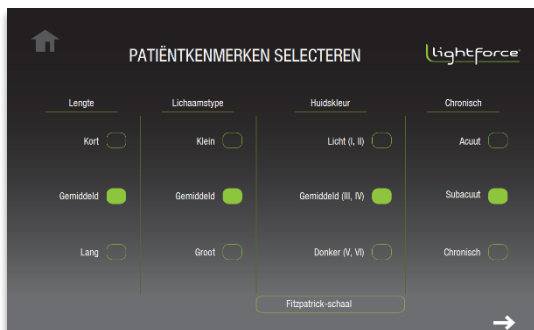 PATIËNTKENMERKEN SELECTEREN
lightforce
Lengte Lichaamstype Huidskleur Chronisch
Kort Klein Licht (I, II) Acuut
Gemiddeld Gemiddeld Gemiddeld (III, IV) Subacuut
Lang Groot Donker (V, VI) Chronisch
Fitzpatrick-schaal